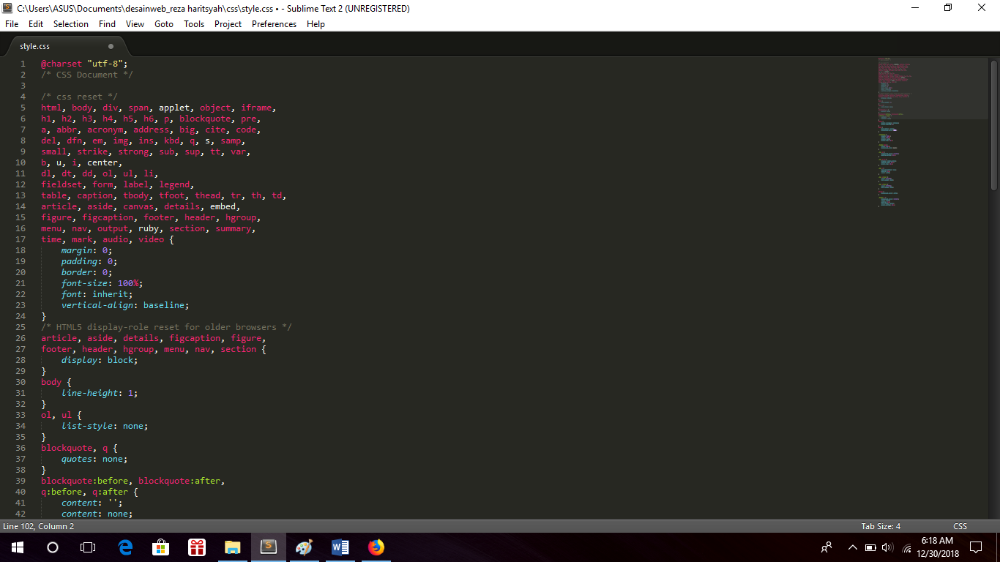 C:\Users\ASUS\Documents\desainweb_reza haritsyah\css\style.css • - Sublime Text 2 (UNREGISTERED)
File Edit Selection Find View Goto Tools Project Preferences Help
style.css
1 @charset "utf-8";
2 /* CSS Document */
3
4 /* css reset */
5 html, body, div, span, applet, object, iframe,
6 h1, h2, h3, h4, h5, h6, p, blockquote, pre,
7 a, abbr, acronym, address, big, cite, code,
8 del, dfn, em, img, ins, kbd, q, s, samp,
9 small, strike, strong, sub, sup, tt, var,
10 b, u, i, center,
11 dl, dt, dd, ol, ul, li,
12 fieldset, form, label, legend,
13 table, caption, tbody, tfoot, thead, tr, th, td,
14 article, aside, canvas, details, embed,
15 figure, figcaption, footer, header, hgroup,
16 menu, nav, output, ruby, section, summary,
17 time, mark, audio, video {
18     margin: 0;
19     padding: 0;
20     border: 0;
21     font-size: 100%;
22     font: inherit;
23     vertical-align: baseline;
24 }
25 /* HTML5 display-role reset for older browsers */
26 article, aside, details, figcaption, figure,
27 footer, header, hgroup, menu, nav, section {
28     display: block;
29 }
30 body {
31     line-height: 1;
32 }
33 ol, ul {
34     list-style: none;
35 }
36 blockquote, q {
37     quotes: none;
38 }
39 blockquote:before, blockquote:after,
40 q:before, q:after {
41     content: '';
42     content: none;
Line 102, Column 2 Tab Size: 4 CSS
6:18 AM
12/30/2018